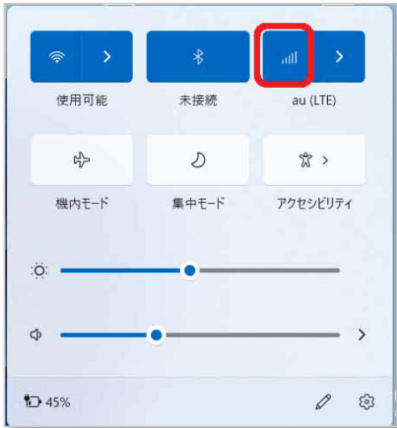 使用可能
未接続
au (LTE)
機内モード
集中モード
アクセシビリティ
45%